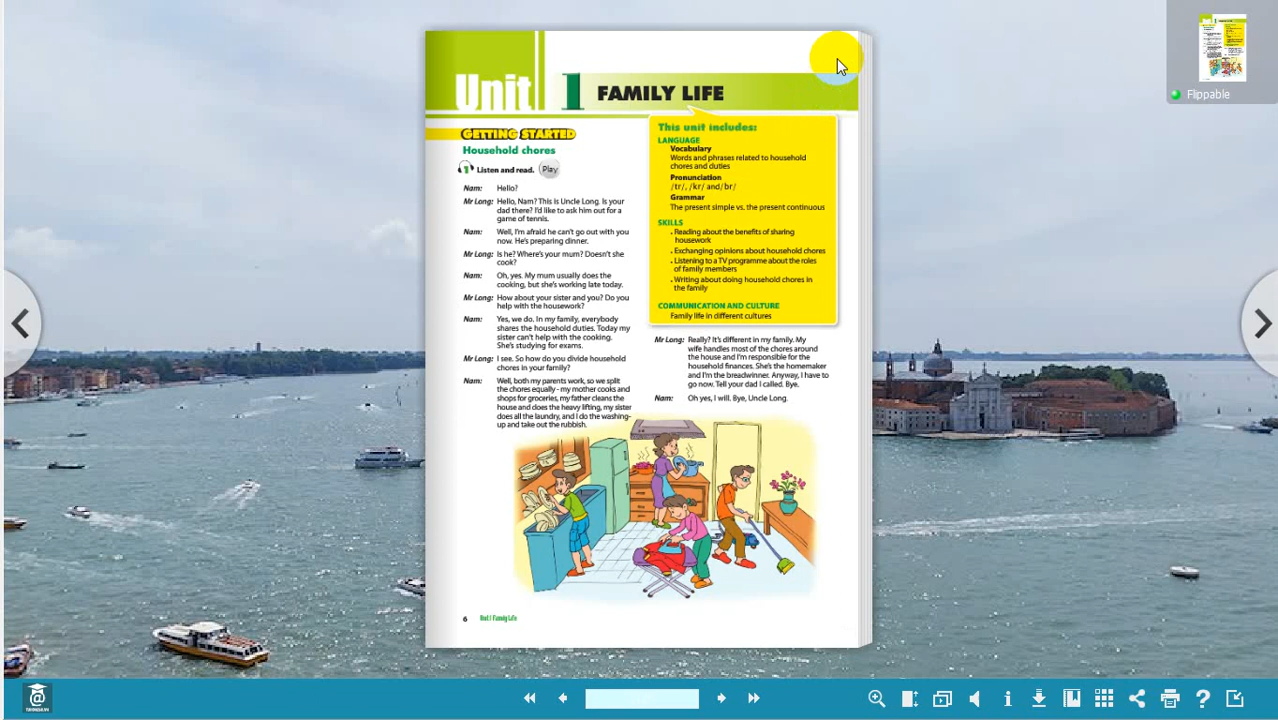 Flippable
Unit 1 FAMILY LIFE
GETTING STARTED
Household chores
1 Listen and read. Play
Nam: Hello?
Mr Long: Hello, Nam? This is Uncle Long. Is your
dad there? I'd like to ask him out for a
game of tennis.
Nam: Well, I'm afraid he can't go out with you
now. He's preparing dinner.
Mr Long: Is he? Where's your mum? Doesn't she
cook?
Nam: Oh, yes. My mum usually does the
cooking, but she's working late today.
Mr Long: How about your sister and you? Do you
help with the housework?
Nam: Yes, we do. In my family, everybody
shares the household duties. Today my
sister can't help with the cooking.
She's studying for exams.
Mr Long: I see. So how do you divide household
chores in your family?
Nam: Well, both my parents work, so we split
the chores equally - my mother cooks and
shops for groceries, my father cleans the
house and does the heavy lifting, my sister
does all the laundry, and I do the washing-
up and take out the rubbish.
This unit includes:
LANGUAGE
Vocabulary
Words and phrases related to household
chores and duties
Pronunciation
/tr/, /kr/ and/br/
Grammar
The present simple vs. the present continuous
SKILLS
. Reading about the benefits of sharing
housework
. Exchanging opinions about household chores
. Listening to a TV programme about the roles
of family members
. Writing about doing household chores in
the family
COMMUNICATION AND CULTURE
Family life in different cultures
Mr Long: Really? It's different in my family. My
wife handles most of the chores around
the house and I'm responsible for the
household finances. She's the homemaker
and I'm the breadwinner. Anyway, I have to
go now. Tell your dad I called. Bye.
Nam: Oh yes, I will. Bye, Uncle Long.
6 Unit 1 Family Life